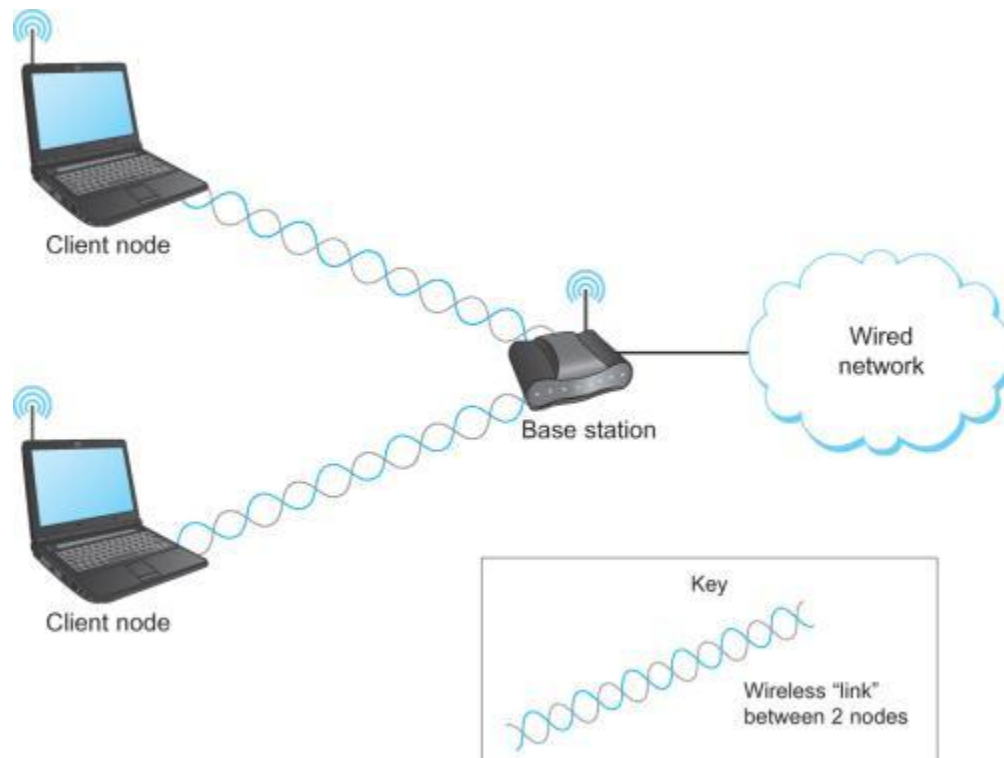 Client node
Wired
network
Base station
Client node
Key
Wireless “link”
between 2 nodes